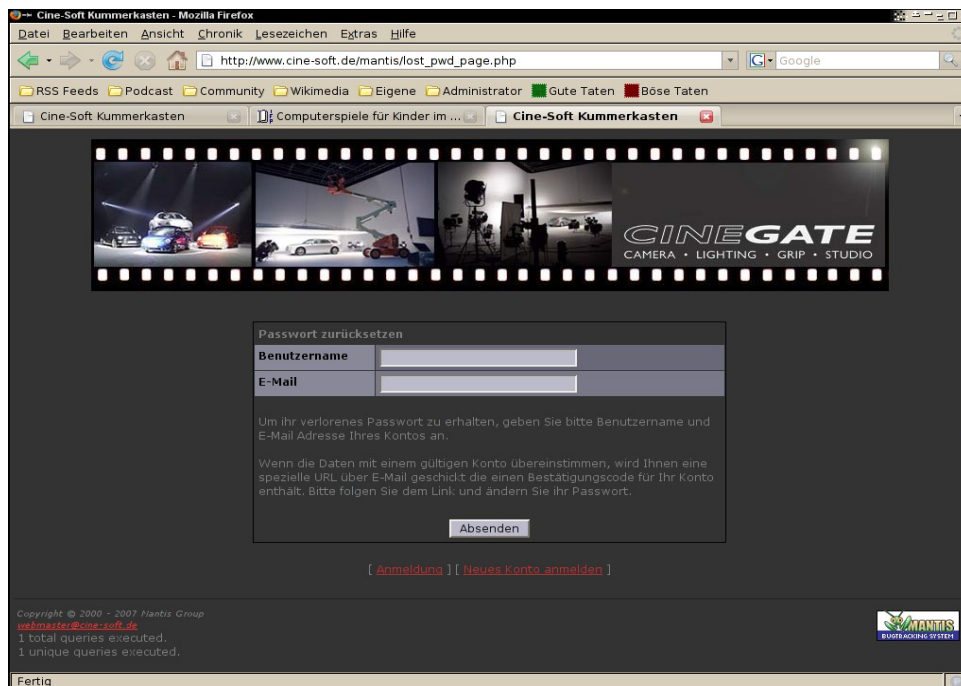 Cine-Soft Kummerkasten - Mozilla Firefox
Datei Bearbeiten Ansicht Chronik Lesezeichen Extras Hilfe
http://www.cine-soft.de/mantis/lost_pwd_page.php
G Google
RSS Feeds Podcast Community Wikimedia Eigene Administrator Gute Taten Böse Taten
Cine-Soft Kummerkasten
Computerspiele für Kinder im ...
Cine-Soft Kummerkasten
CINEGATE
CAMERA • LIGHTING • GRIP • STUDIO
Passwort zurücksetzen
Benutzername
E-Mail
Um ihr verlorenes Passwort zu erhalten, geben Sie bitte Benutzername und
E-Mail Adresse Ihres Kontos an.
Wenn die Daten mit einem gültigen Konto übereinstimmen, wird Ihnen eine
spezielle URL über E-Mail geschickt die einen Bestätigungscode für Ihr Konto
enthält. Bitte folgen Sie dem Link und ändern Sie ihr Passwort.
Absenden
[ Anmeldung ] [ Neues Konto anmelden ]
Copyright © 2000 - 2007 Mantis Group
webmaster@cine-soft.de
1 total queries executed.
1 unique queries executed.
MANTIS
BUGTRACKING SYSTEM
Fertig